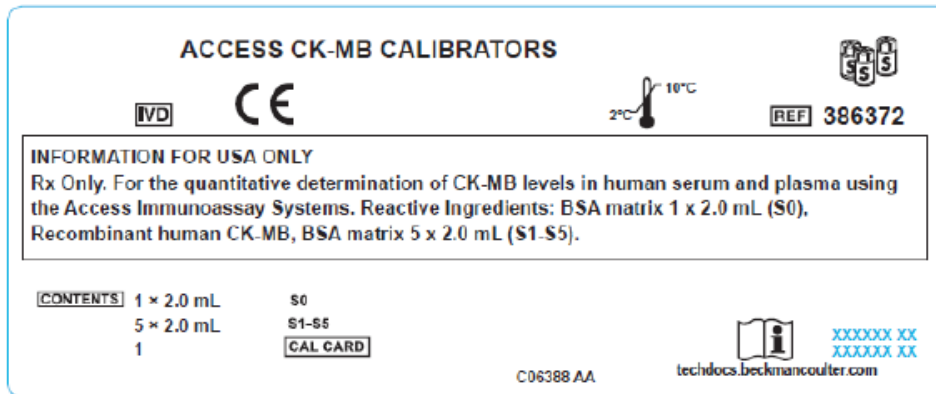 ACCESS CK-MB CALIBRATORS
S S S
IVD CE 2°C 10°C REF 386372
INFORMATION FOR USA ONLY
Rx Only. For the quantitative determination of CK-MB levels in human serum and plasma using
the Access Immunoassay Systems. Reactive Ingredients: BSA matrix 1 x 2.0 mL (S0),
Recombinant human CK-MB, BSA matrix 5 x 2.0 mL (S1-S5).
CONTENTS 1 × 2.0 mL S0
5 × 2.0 mL S1–S5
1 CAL CARD
i XXXXXX XX
XXXXXX XX
techdocs.beckmancoulter.com
C06388 AA